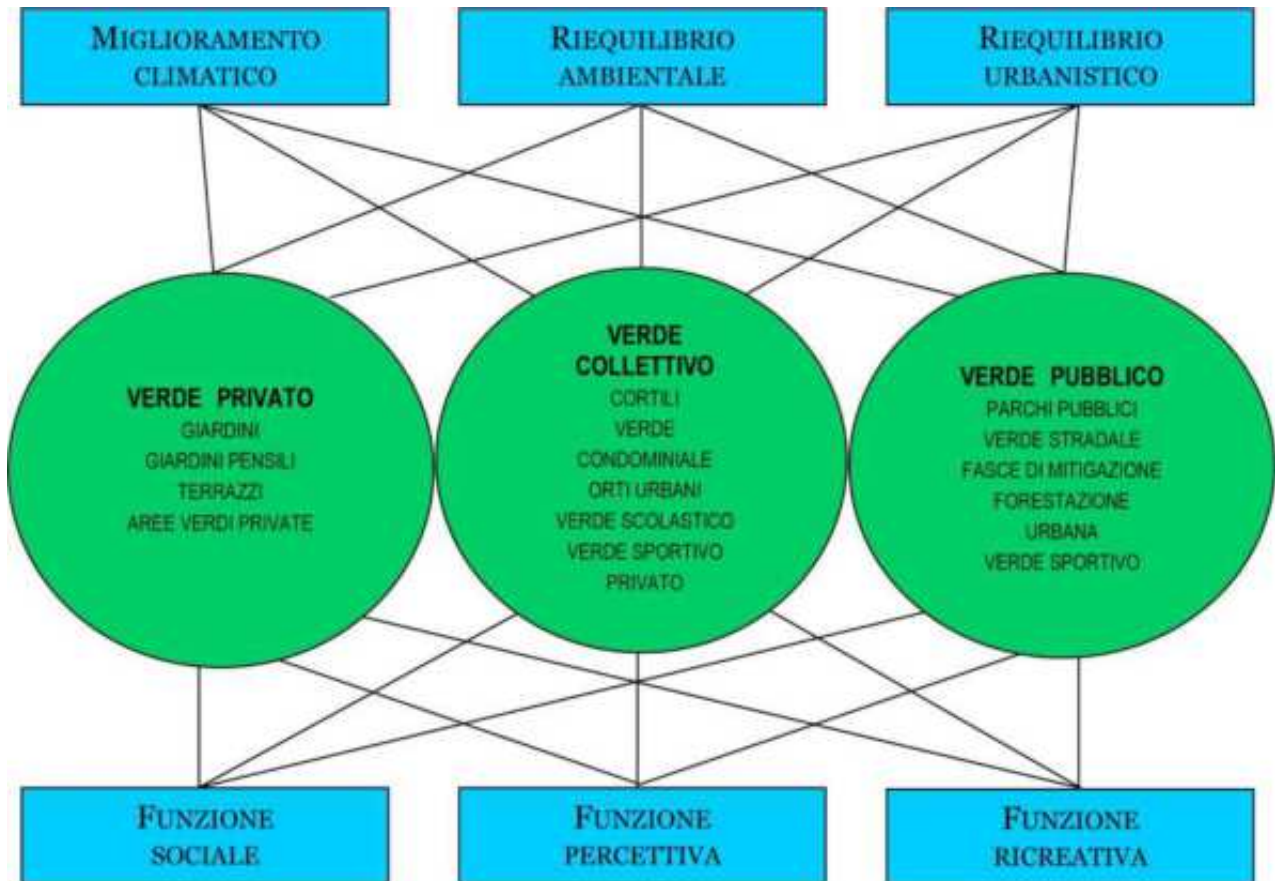 MIGLIORAMENTO
CLIMATICO
RIEQUILIBRIO
AMBIENTALE
RIEQUILIBRIO
URBANISTICO
VERDE PRIVATO
GIARDINI
GIARDINI PENSILI
TERRAZZI
AREE VERDI PRIVATE
VERDE
COLLETTIVO
CORTILI
VERDE
CONDOMINIALE
ORTI URBANI
VERDE SCOLASTICO
VERDE SPORTIVO
PRIVATO
VERDE PUBBLICO
PARCHI PUBBLICI
VERDE STRADALE
FASCE DI MITIGAZIONE
FORESTAZIONE
URBANA
VERDE SPORTIVO
FUNZIONE
SOCIALE
FUNZIONE
PERCETTIVA
FUNZIONE
RICREATIVA